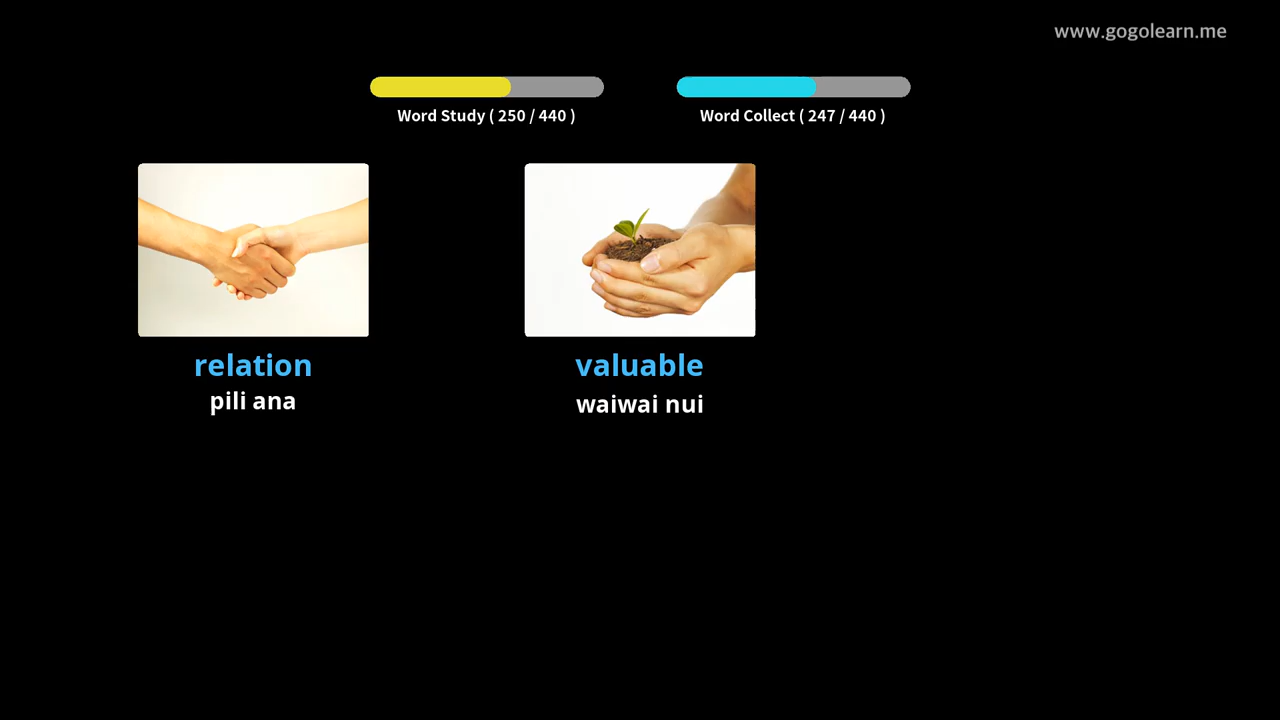 www.gogolearn.me
Word Study ( 250 / 440 )
Word Collect ( 247 / 440 )
relation
pili ana
valuable
waiwai nui